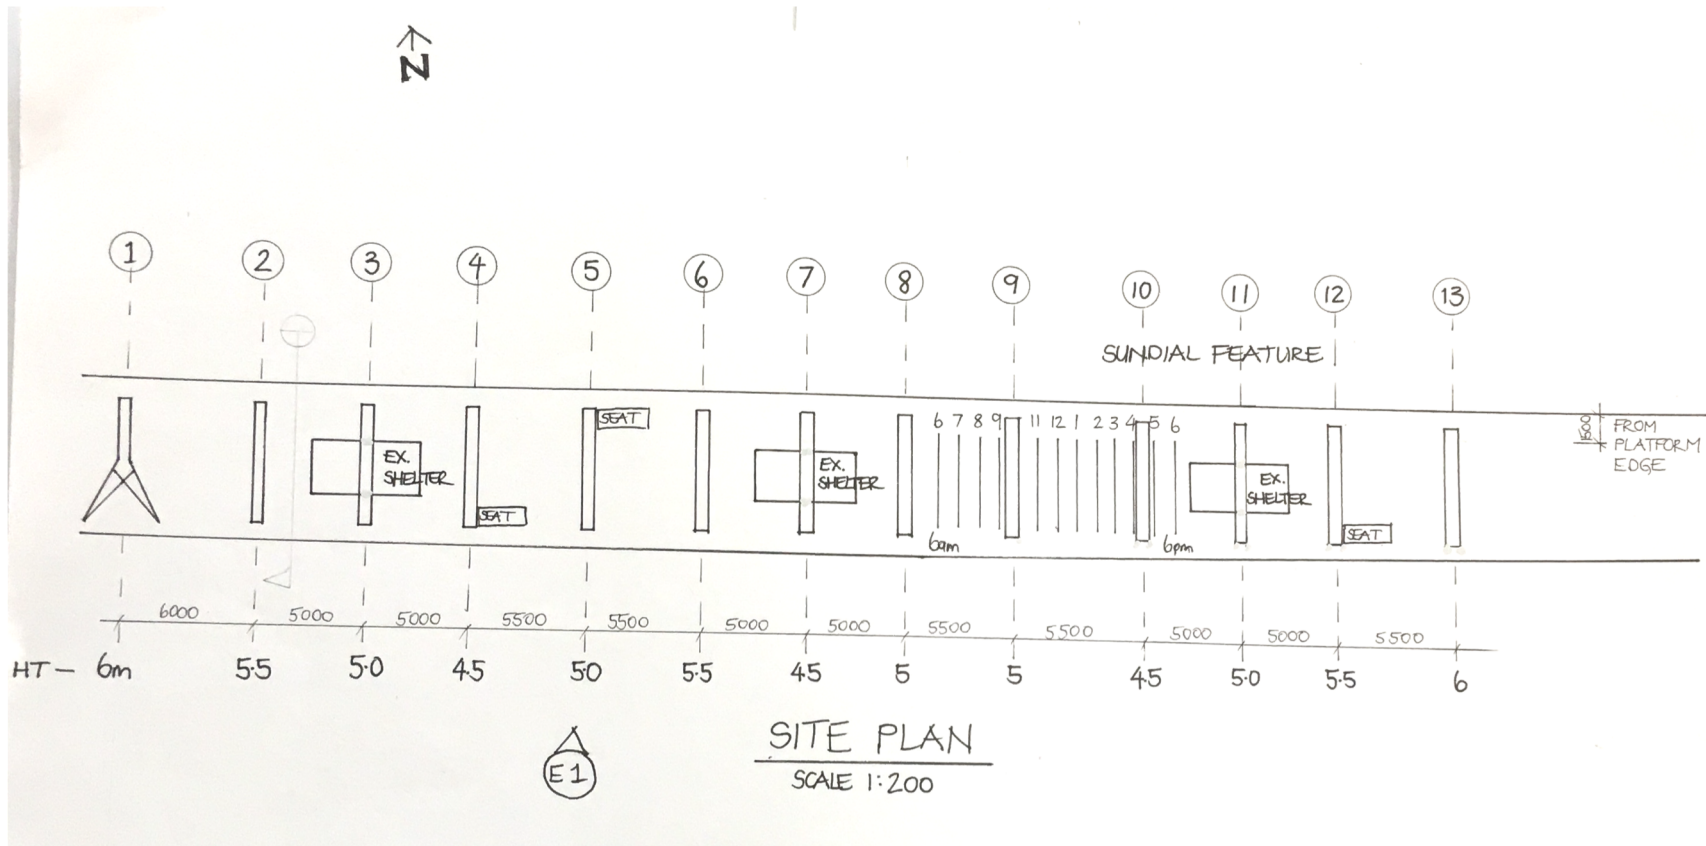 N
1 2 3 4 5 6 7 8 9 10 11 12 13
SUNDIAL FEATURE
SEAT
6 7 8 9 11 12 1 2 3 4 5 6
FROM
PLATFORM
EDGE
EX.
SHELTER
EX.
SHELTER
EX.
SHELTER
SEAT
SEAT
6am 6pm
6000 5000 5000 5500 5500 5000 5000 5500 5500 5000 5000 5500
HT - 6m 5.5 5.0 4.5 5.0 5.5 4.5 5 5 4.5 5.0 5.5 6
E1
SITE PLAN
SCALE 1:200